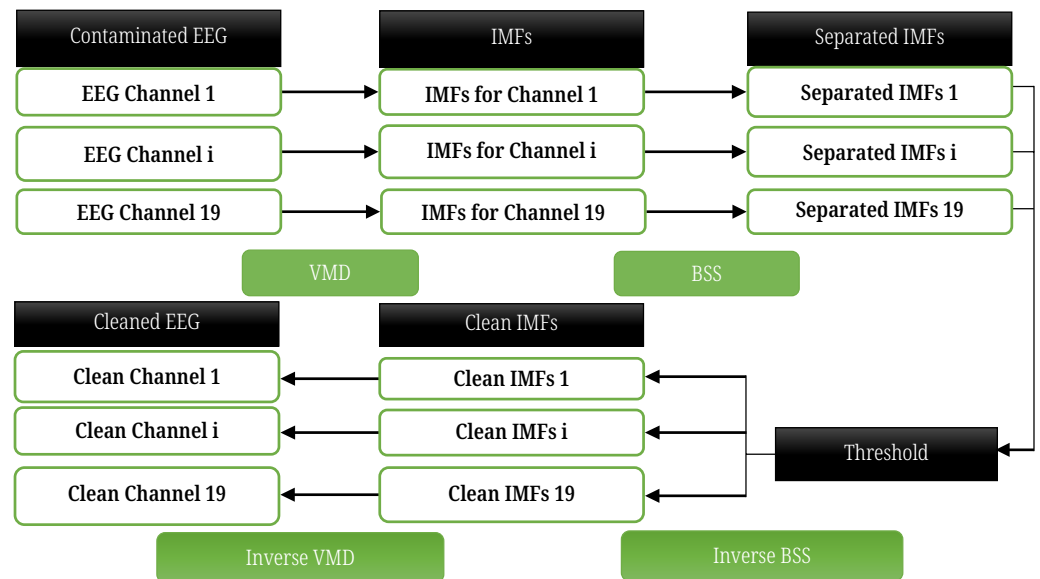 Contaminated EEG
IMFs
Separated IMFs
EEG Channel 1
IMFs for Channel 1
Separated IMFs 1
EEG Channel i
IMFs for Channel i
Separated IMFs i
EEG Channel 19
IMFs for Channel 19
Separated IMFs 19
VMD
BSS
Cleaned EEG
Clean IMFs
Clean Channel 1
Clean IMFs 1
Clean Channel i
Clean IMFs i
Threshold
Clean Channel 19
Clean IMFs 19
Inverse VMD
Inverse BSS